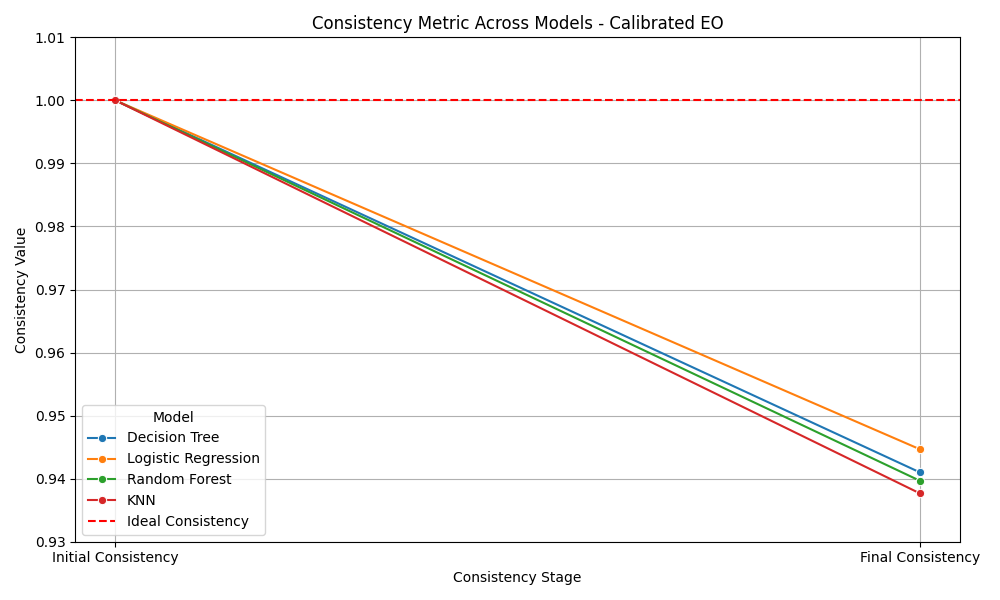 Consistency Metric Across Models - Calibrated EO
1.01
1.00
0.99
0.98
0.97
0.96
0.95
0.94
0.93
Consistency Value
Model
Decision Tree
Logistic Regression
Random Forest
KNN
Ideal Consistency
Initial Consistency
Final Consistency
Consistency Stage